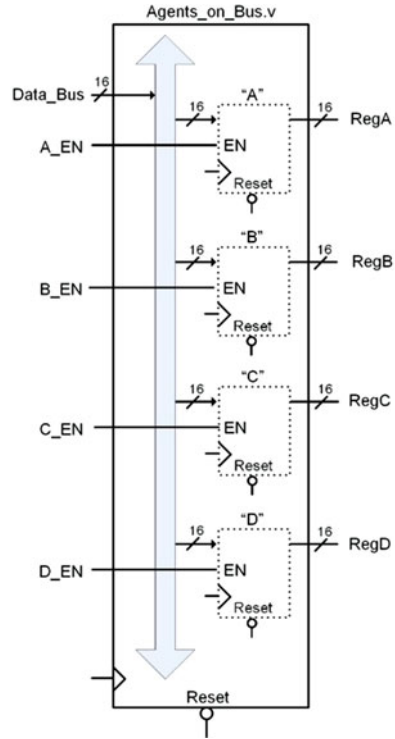 Agents_on_Bus.v
Data_Bus
16
16
"A"
16
RegA
A_EN
EN
Reset
"B"
16
16
RegB
B_EN
EN
Reset
"C"
16
16
RegC
C_EN
EN
Reset
"D"
16
16
RegD
D_EN
EN
Reset
Reset